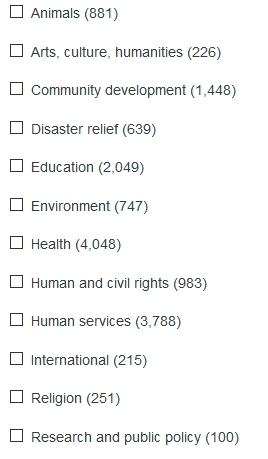 Animals (881)
Arts, culture, humanities (226)
Community development (1,448)
Disaster relief (639)
Education (2,049)
Environment (747)
Health (4,048)
Human and civil rights (983)
Human services (3,788)
International (215)
Religion (251)
Research and public policy (100)